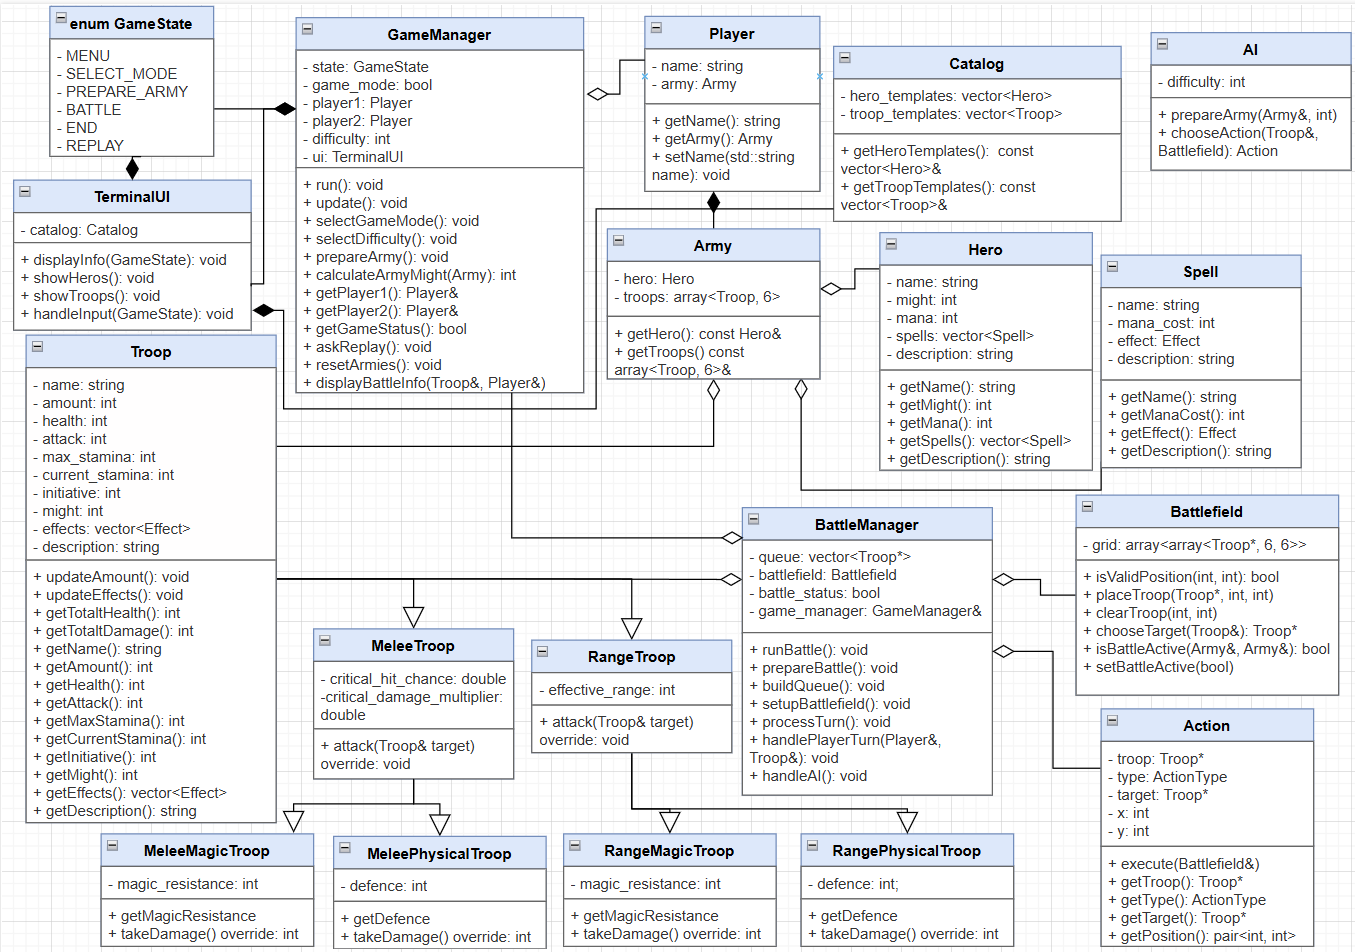 enum GameState
- MENU
- SELECT_MODE
- PREPARE_ARMY
- BATTLE
- END
- REPLAY
GameManager
- state: GameState
- game_mode: bool
- player1: Player
- player2: Player
- difficulty: int
- ui: TerminalUI
+ run(): void
+ update(): void
+ selectGameMode(): void
+ selectDifficulty(): void
+ prepareArmy(): void
+ calculateArmyMight(Army): int
+ getPlayer1(): Player&
+ getPlayer2(): Player&
+ getGameStatus(): bool
+ askReplay(): void
+ resetArmies(): void
+ displayBattleInfo(Troop&, Player&)
Player
- name: string
- army: Army
+ getName(): string
+ getArmy(): Army
+ setName(std::string
name): void
Catalog
- hero_templates: vector<Hero>
- troop_templates: vector<Troop>
+ getHeroTemplates():  const
vector<Hero>&
+ getTroopTemplates(): const
vector<Troop>&
AI
- difficulty: int
+ prepareArmy(Army&, int)
+ chooseAction(Troop&,
Battlefield): Action
TerminalUI
- catalog: Catalog
+ displayInfo(GameState): void
+ showHeros(): void
+ showTroops(): void
+ handleInput(GameState): void
Army
- hero: Hero
- troops: array<Troop, 6>
+ getHero(): const Hero&
+ getTroops() const
array<Troop, 6>&
Hero
- name: string
- might: int
- mana: int
- spells: vector<Spell>
- description: string
+ getName(): string
+ getMight(): int
+ getMana(): int
+ getSpells(): vector<Spell>
+ getDescription(): string
Spell
- name: string
- mana_cost: int
- effect: Effect
- description: string
+ getName(): string
+ getManaCost(): int
+ getEffect(): Effect
+ getDescription(): string
Troop
- name: string
- amount: int
- health: int
- attack: int
- max_stamina: int
- current_stamina: int
- initiative: int
- might: int
- effects: vector<Effect>
- description: string
+ updateAmount(): void
+ updateEffects(): void
+ getTotaltHealth(): int
+ getTotaltDamage(): int
+ getName(): string
+ getAmount(): int
+ getHealth(): int
+ getAttack(): int
+ getMaxStamina(): int
+ getCurrentStamina(): int
+ getInitiative(): int
+ getMight(): int
+ getEffects(): vector<Effect>
+ getDescription(): string
BattleManager
- queue: vector<Troop*>
- battlefield: Battlefield
- battle_status: bool
- game_manager: GameManager&
+ runBattle(): void
+ prepareBattle(): void
+ buildQueue(): void
+ setupBattlefield(): void
+ processTurn(): void
+ handlePlayerTurn(Player&,
Troop&): void
+ handleAI(): void
Battlefield
- grid: array<array<Troop*, 6, 6>>
+ isValidPosition(int, int): bool
+ placeTroop(Troop*, int, int)
+ clearTroop(int, int)
+ chooseTarget(Troop&): Troop*
+ isBattleActive(Army&, Army&): bool
+ setBattleActive(bool)
MeleeTroop
- critical_hit_chance: double
-critical_damage_multiplier:
double
+ attack(Troop& target)
override: void
RangeTroop
- effective_range: int
+ attack(Troop& target)
override: void
Action
- troop: Troop*
- type: ActionType
- target: Troop*
- x: int
- y: int
+ execute(Battlefield&)
+ getTroop(): Troop*
+ getType(): ActionType
+ getTarget(): Troop*
+ getPosition(): pair<int, int>
MeleeMagicTroop
- magic_resistance: int
+ getMagicResistance
+ takeDamage() override: int
MeleePhysicalTroop
- defence: int
+ getDefence
+ takeDamage() override: int
RangeMagicTroop
- magic_resistance: int
+ getMagicResistance
+ takeDamage() override: int
RangePhysicalTroop
- defence: int;
+ getDefence
+ takeDamage() override: int